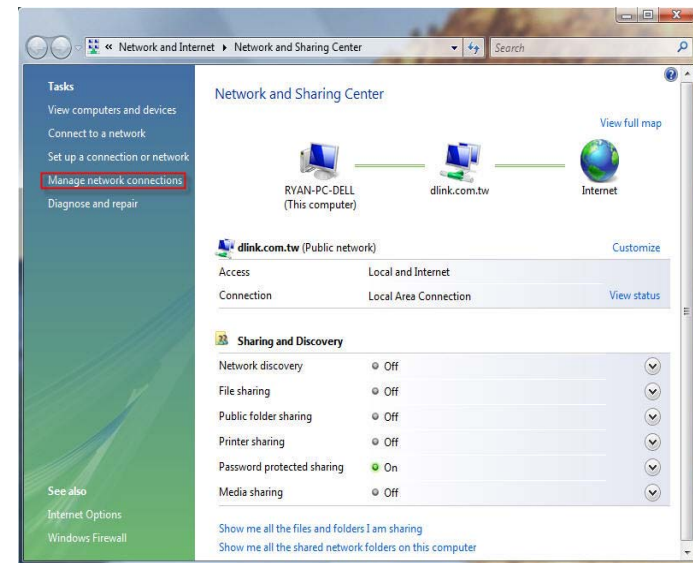 « Network and Internet ▸ Network and Sharing Center
Search
Tasks
View computers and devices
Connect to a network
Set up a connection or network
Manage network connections
Diagnose and repair
See also
Internet Options
Windows Firewall
Network and Sharing Center
View full map
RYAN-PC-DELL
(This computer)
dlink.com.tw
Internet
dlink.com.tw (Public network)
Customize
Access Local and Internet
Connection Local Area Connection View status
Sharing and Discovery
Network discovery Off
File sharing Off
Public folder sharing Off
Printer sharing Off
Password protected sharing On
Media sharing Off
Show me all the files and folders I am sharing
Show me all the shared network folders on this computer